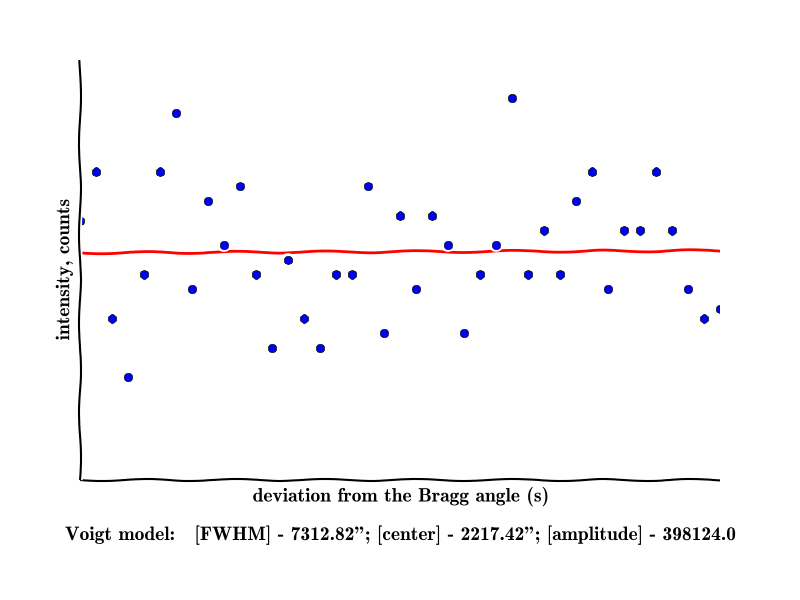 intensity, counts
deviation from the Bragg angle (s)
Voigt model: [FWHM] - 7312.82”; [center] - 2217.42”; [amplitude] - 398124.0